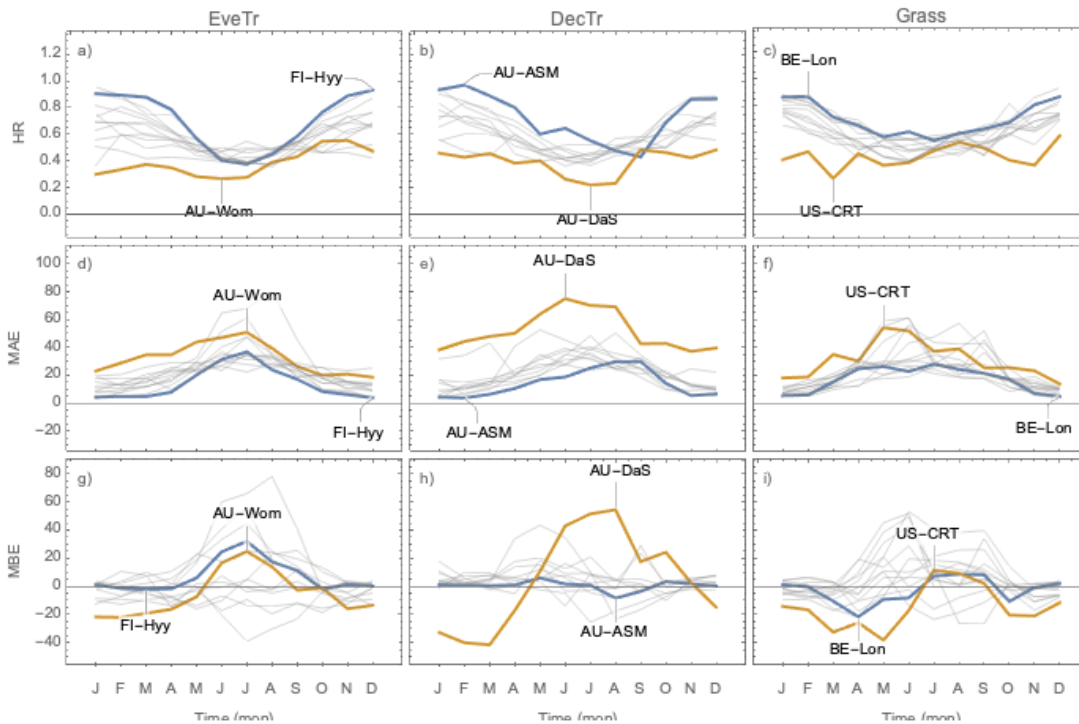 EveTr DecTr Grass
a) b) c)
1.2
1.0
0.8
0.6
0.4
0.2
0.0
HR
FI-Hyy
AU-Wom
AU-ASM
AU-DaS
BE-Lon
US-CRT
d) e) f)
100
80
60
40
20
0
-20
MAE
AU-Wom
FI-Hyy
AU-DaS
AU-ASM
US-CRT
BE-Lon
g) h) i)
80
60
40
20
0
-20
-40
MBE
AU-Wom
FI-Hyy
AU-DaS
AU-ASM
US-CRT
BE-Lon
J F M A M J J A S O N D J F M A M J J A S O N D J F M A M J J A S O N D
Time (mon) Time (mon) Time (mon)